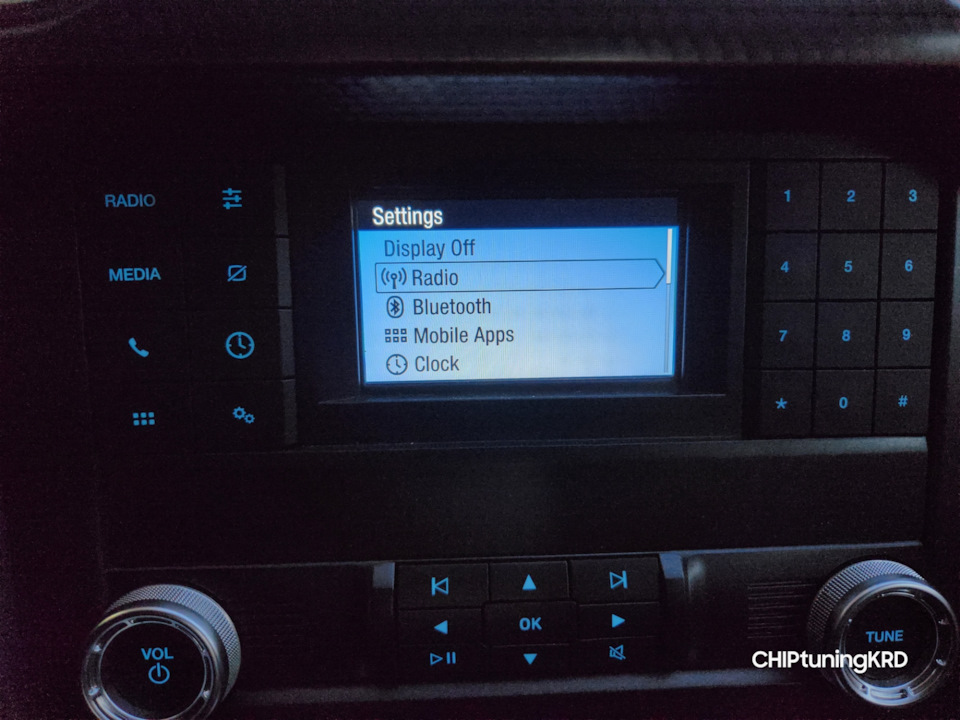 RADIO
MEDIA
Settings
Display Off
Radio
Bluetooth
Mobile Apps
Clock
1 2 3
4 5 6
7 8 9
* 0 #
OK
VOL
TUNE
CHIPtuningKRD